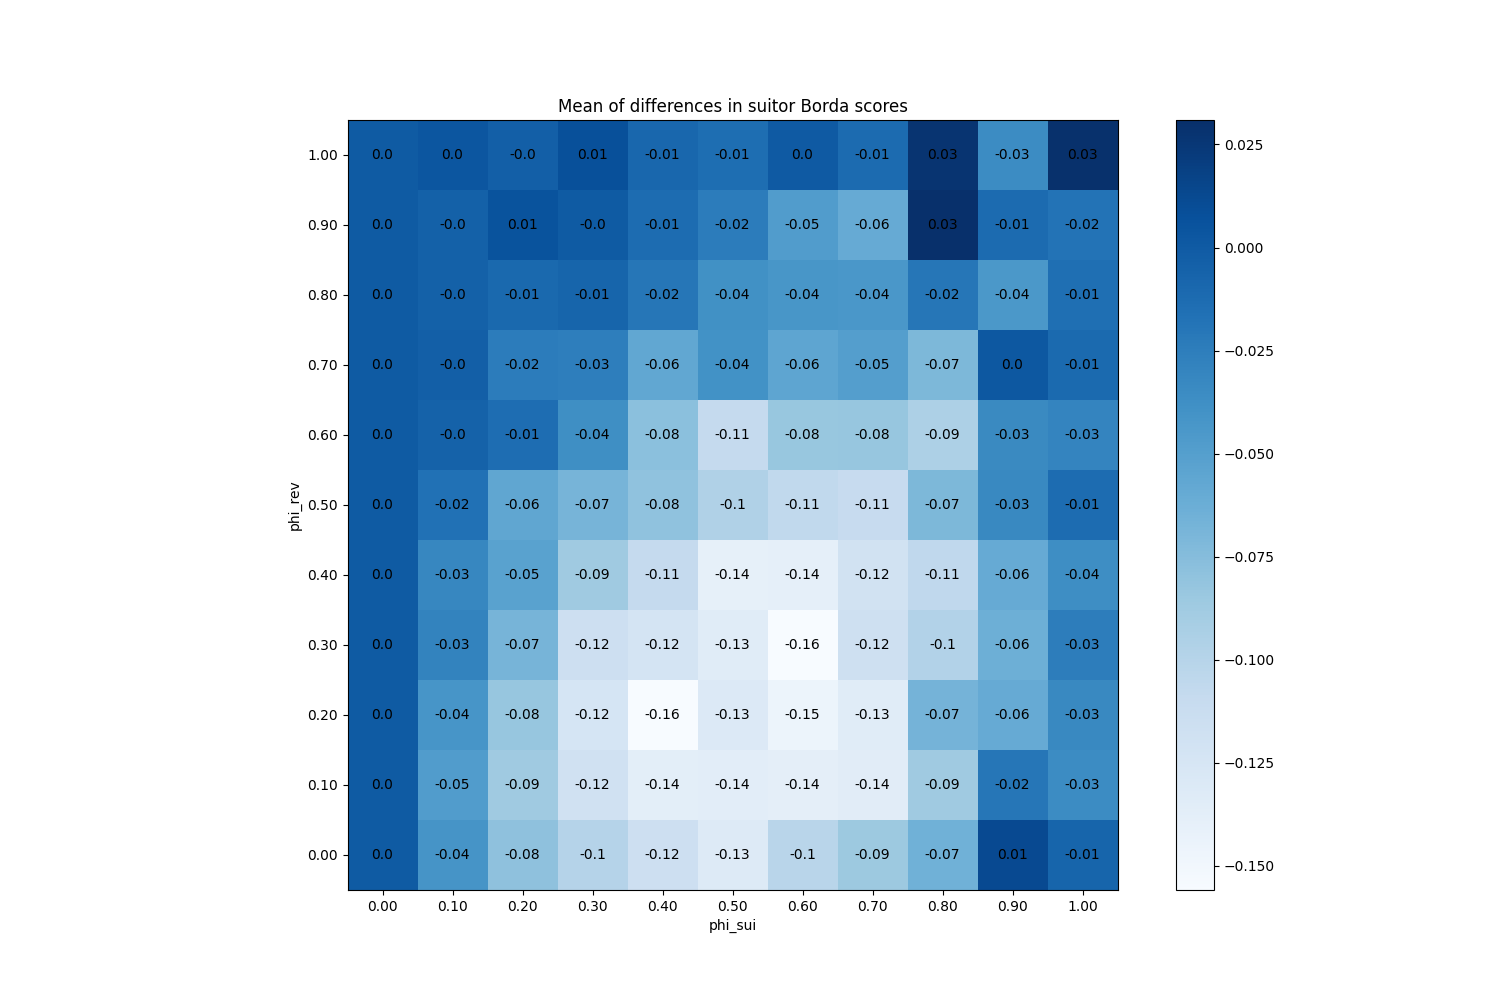 Mean of differences in suitor Borda scores
1.00 0.0 0.0 -0.0 0.01 -0.01 -0.01 0.0 -0.01 0.03 -0.03 0.03
0.90 0.0 -0.0 0.01 -0.0 -0.01 -0.02 -0.05 -0.06 0.03 -0.01 -0.02
0.80 0.0 -0.0 -0.01 -0.01 -0.02 -0.04 -0.04 -0.04 -0.02 -0.04 -0.01
0.70 0.0 -0.0 -0.02 -0.03 -0.06 -0.04 -0.06 -0.05 -0.07 0.0 -0.01
0.60 0.0 -0.0 -0.01 -0.04 -0.08 -0.11 -0.08 -0.08 -0.09 -0.03 -0.03
phi_rev
0.50 0.0 -0.02 -0.06 -0.07 -0.08 -0.1 -0.11 -0.11 -0.07 -0.03 -0.01
0.40 0.0 -0.03 -0.05 -0.09 -0.11 -0.14 -0.14 -0.12 -0.11 -0.06 -0.04
0.30 0.0 -0.03 -0.07 -0.12 -0.12 -0.13 -0.16 -0.12 -0.1 -0.06 -0.03
0.20 0.0 -0.04 -0.08 -0.12 -0.16 -0.13 -0.15 -0.13 -0.07 -0.06 -0.03
0.10 0.0 -0.05 -0.09 -0.12 -0.14 -0.14 -0.14 -0.14 -0.09 -0.02 -0.03
0.00 0.0 -0.04 -0.08 -0.1 -0.12 -0.13 -0.1 -0.09 -0.07 0.01 -0.01
0.00 0.10 0.20 0.30 0.40 0.50 0.60 0.70 0.80 0.90 1.00
phi_sui
0.025
0.000
−0.025
−0.050
−0.075
−0.100
−0.125
−0.150